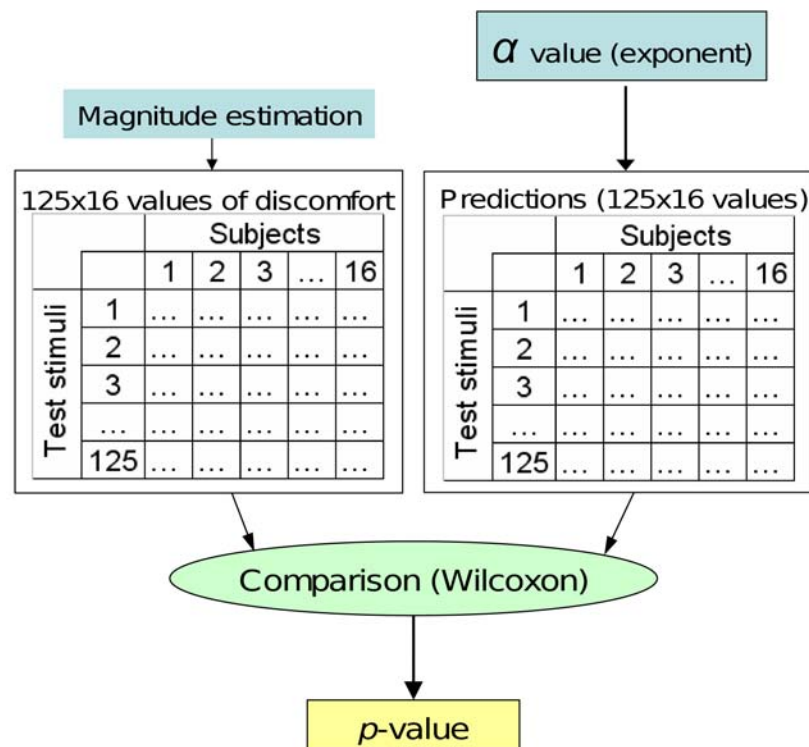 α value (exponent)
Magnitude estimation
125x16 values of discomfort
Subjects
1 2 3 ... 16
Test stimuli
1 ... ... ... ... ...
2 ... ... ... ... ...
3 ... ... ... ... ...
... ... ... ... ... ...
125 ... ... ... ... ...
Predictions (125x16 values)
Subjects
1 2 3 ... 16
Test stimuli
1 ... ... ... ... ...
2 ... ... ... ... ...
3 ... ... ... ... ...
... ... ... ... ... ...
125 ... ... ... ... ...
Comparison (Wilcoxon)
p-value